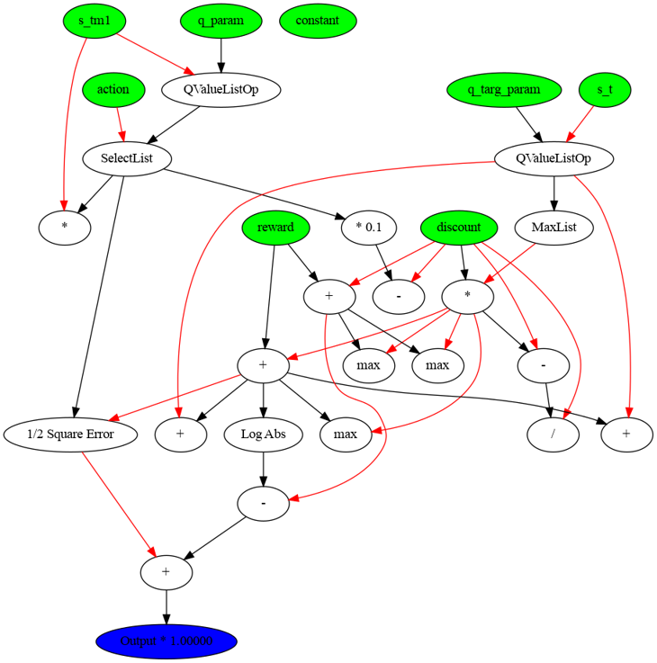 s_tm1
q_param
constant
action
QValueListOp
q_targ_param
s_t
SelectList
QValueListOp
*
reward
* 0.1
discount
MaxList
+
-
*
+
max
max
-
1/2 Square Error
+
Log Abs
max
/
+
-
+
Output * 1.00000